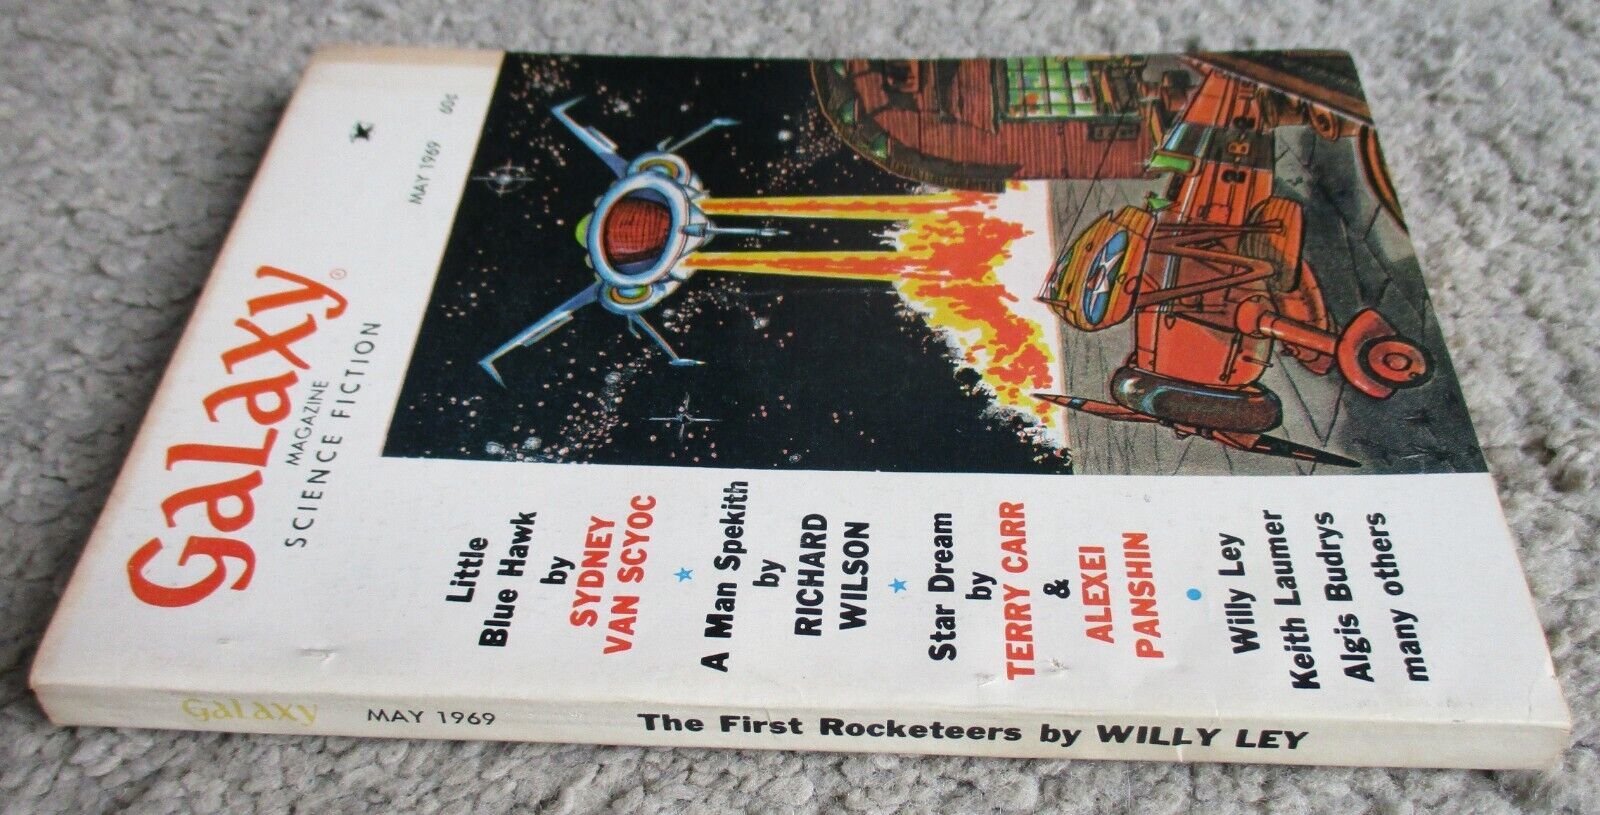 Galaxy®
MAGAZINE
SCIENCE FICTION
MAY 1969 60¢
Little
Blue Hawk
by
SYDNEY
VAN SCYOC
A Man Spekith
by
RICHARD
WILSON
Star Dream
by
TERRY CARR
&
ALEXEI
PANSHIN
Willy Ley
Keith Laumer
Algis Budrys
many others
2-B-2
Galaxy MAY 1969 The First Rocketeers by WILLY LEY